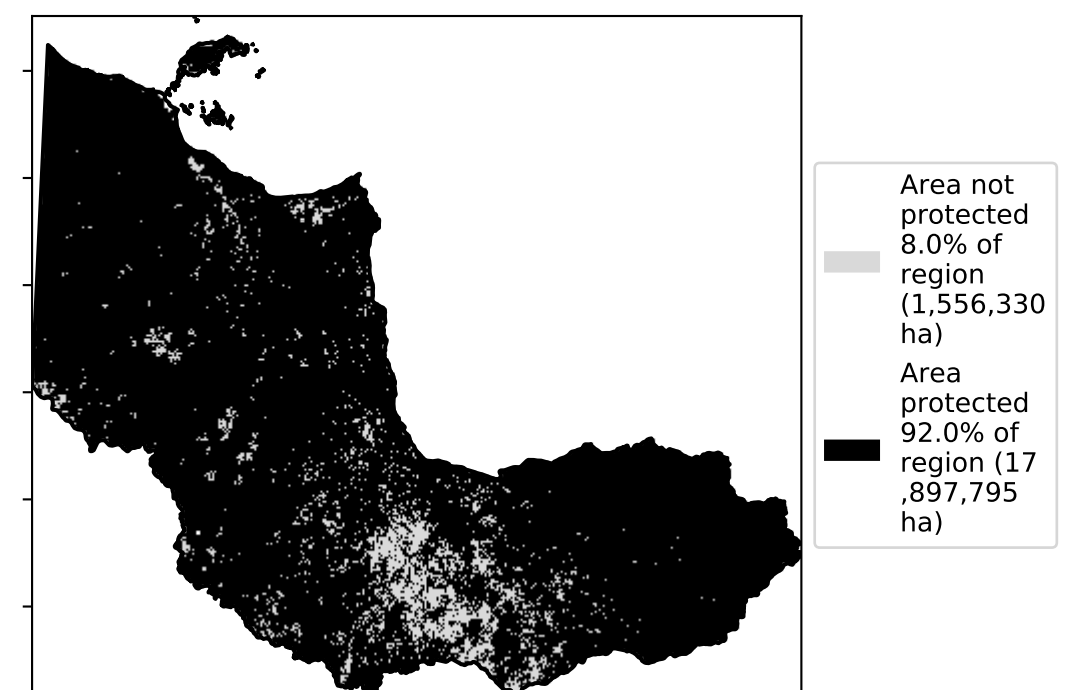 Area not
protected
8.0% of
region
(1,556,330
ha)
Area
protected
92.0% of
region (17
,897,795
ha)